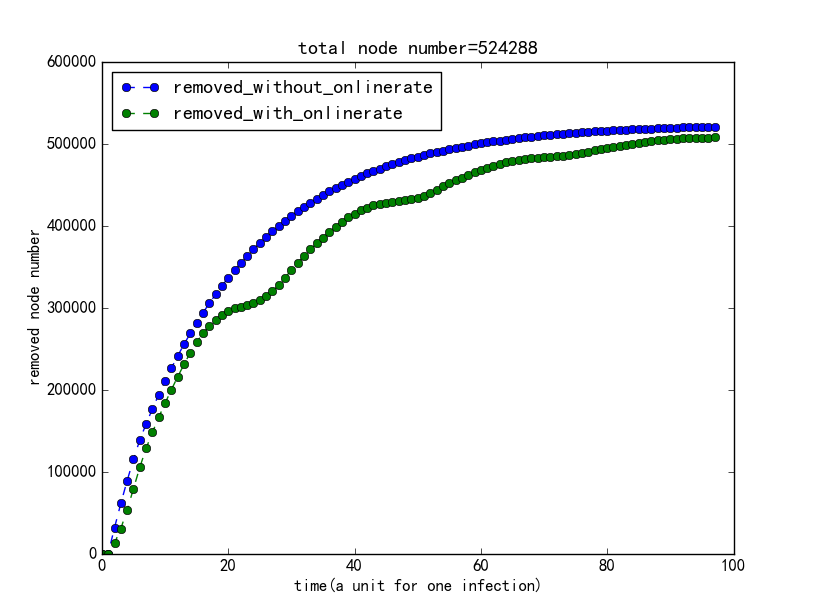 total node number=524288
600000
removed_without_onlinerate
removed_with_onlinerate
500000
400000
300000
200000
100000
0
removed node number
0 20 40 60 80 100
time(a unit for one infection)